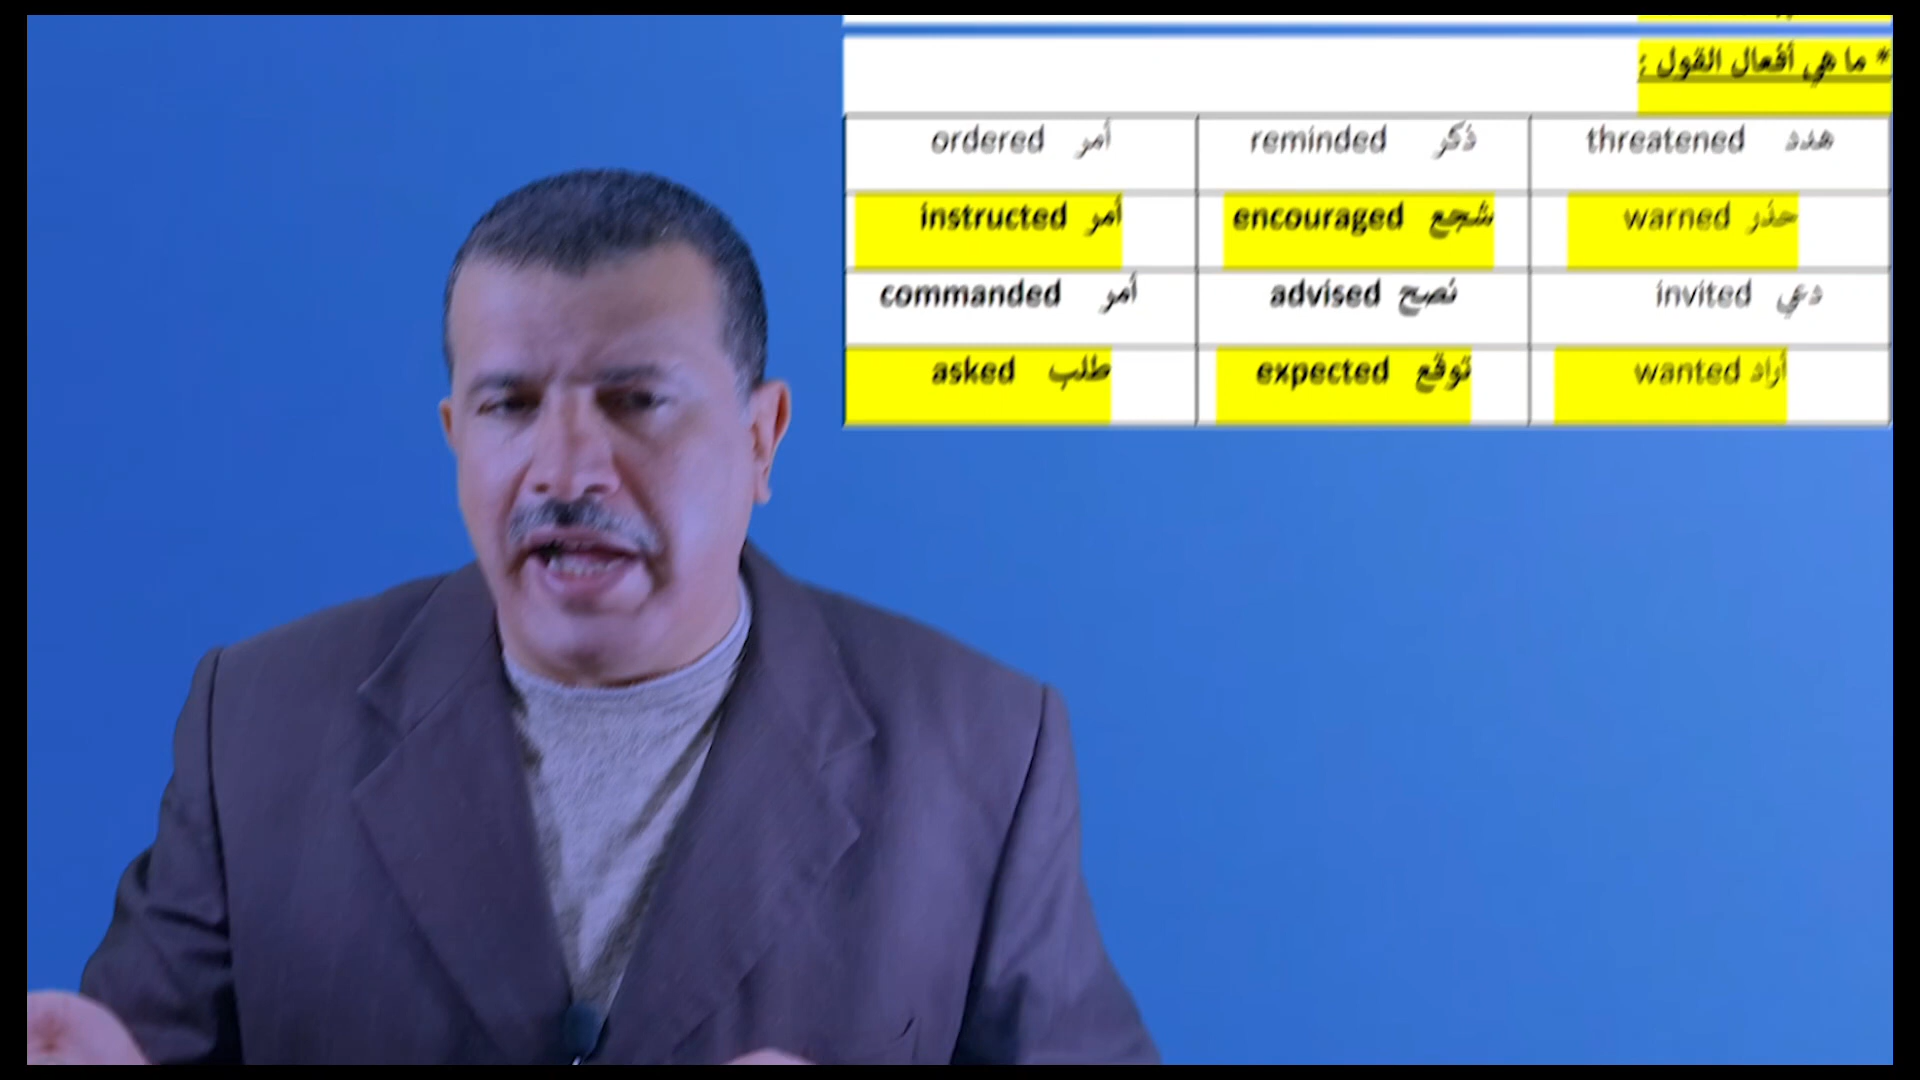 * ما هي أفعال القول :
ordered أمر reminded ذكر threatened هدد
instructed أمر encouraged شجع warned حذر
commanded أمر advised نصح invited دعي
asked طلب expected توقع wanted أراد